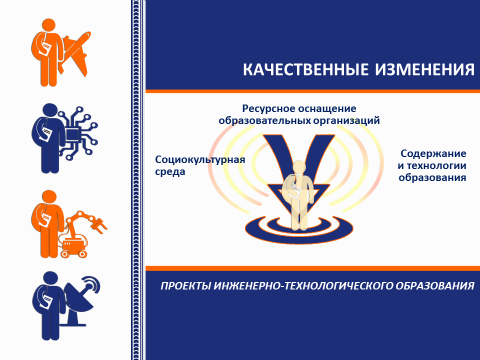 КАЧЕСТВЕННЫЕ ИЗМЕНЕНИЯ
Ресурсное оснащение
образовательных организаций
Социокультурная
среда
Содержание
и технологии
образования
ПРОЕКТЫ ИНЖЕНЕРНО-ТЕХНОЛОГИЧЕСКОГО ОБРАЗОВАНИЯ